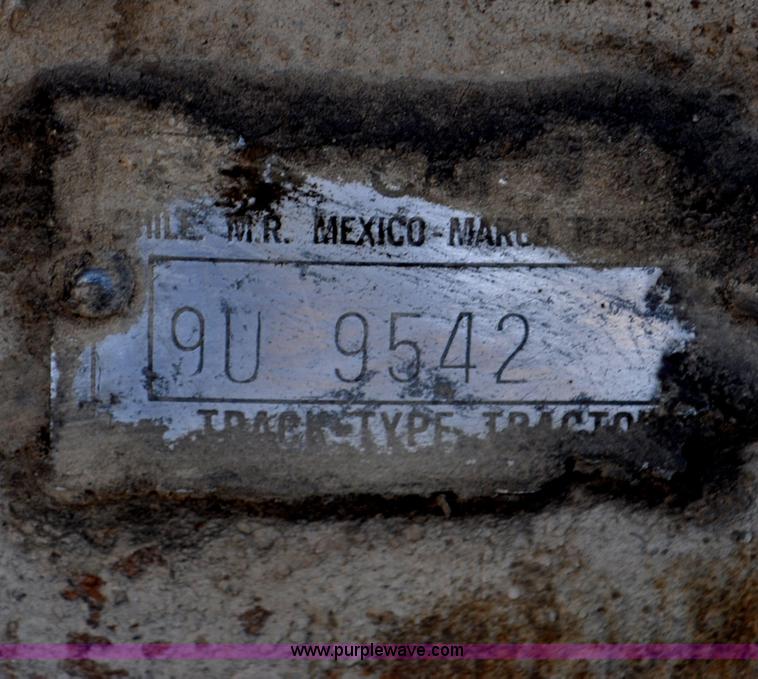 M.R. MEXICO-MARCA
9U 9542
TRACK-TYPE TRACTOR
www.purplewave.com